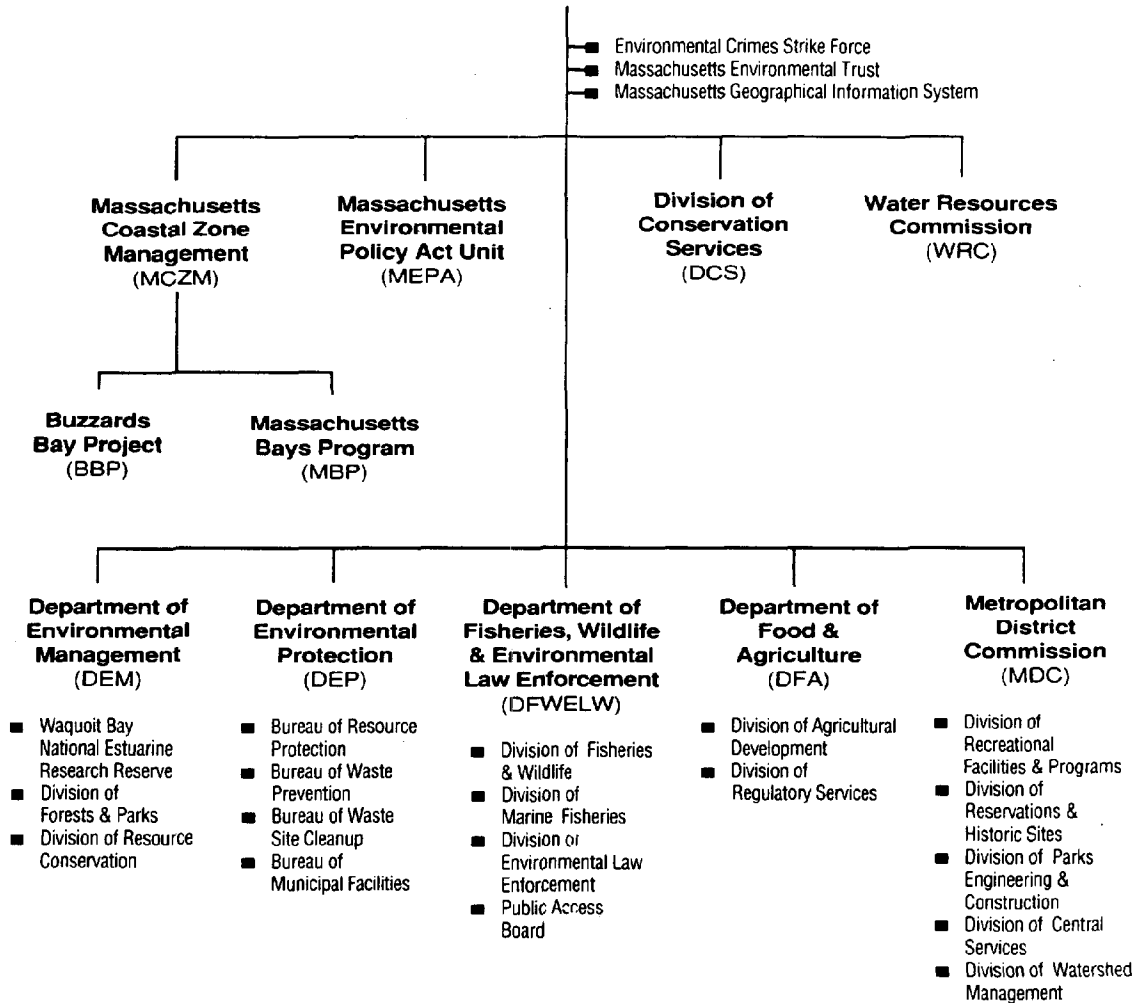 Environmental Crimes Strike Force
Massachusetts Environmental Trust
Massachusetts Geographical Information System
Massachusetts
Coastal Zone
Management
(MCZM)
Massachusetts
Environmental
Policy Act Unit
(MEPA)
Division of
Conservation
Services
(DCS)
Water Resources
Commission
(WRC)
Buzzards
Bay Project
(BBP)
Massachusetts
Bays Program
(MBP)
Department of
Environmental
Management
(DEM)
Waquoit Bay
National Estuarine
Research Reserve
Division of
Forests & Parks
Division of Resource
Conservation
Department of
Environmental
Protection
(DEP)
Bureau of Resource
Protection
Bureau of Waste
Prevention
Bureau of Waste
Site Cleanup
Bureau of
Municipal Facilities
Department of
Fisheries, Wildlife
& Environmental
Law Enforcement
(DFWELW)
Division of Fisheries
& Wildlife
Division of
Marine Fisheries
Division of
Environmental Law
Enforcement
Public Access
Board
Department of
Food &
Agriculture
(DFA)
Division of Agricultural
Development
Division of
Regulatory Services
Metropolitan
District
Commission
(MDC)
Division of
Recreational
Facilities & Programs
Division of
Reservations &
Historic Sites
Division of Parks
Engineering &
Construction
Division of Central
Services
Division of Watershed
Management